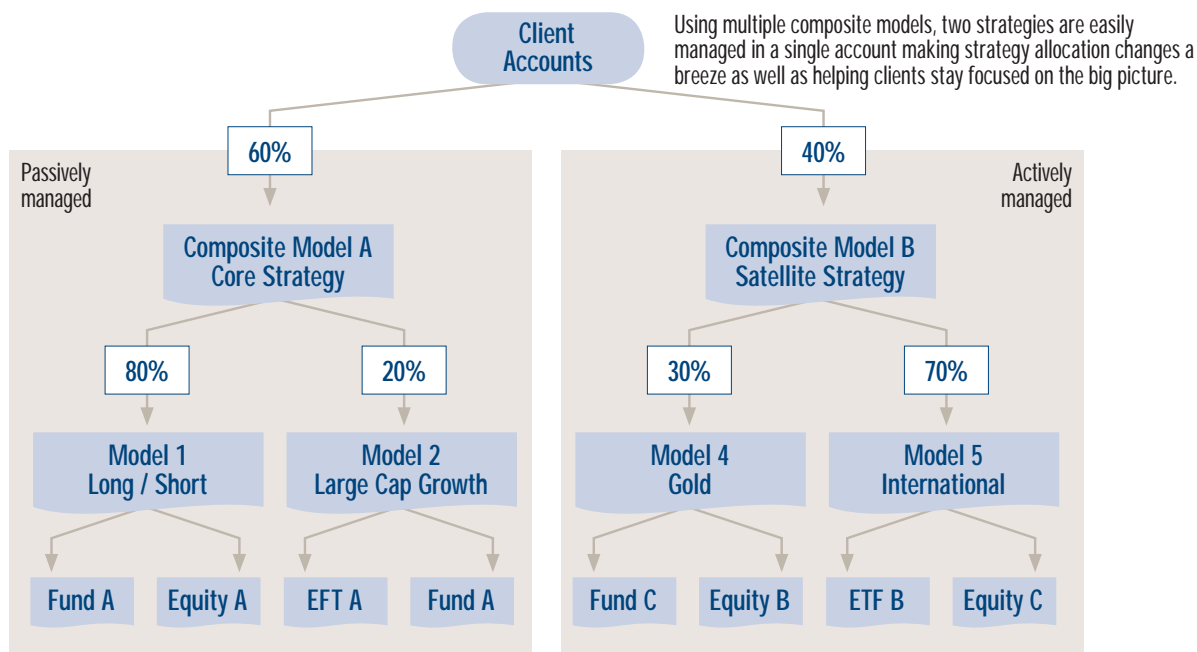 Client
Accounts
Using multiple composite models, two strategies are easily
managed in a single account making strategy allocation changes a
breeze as well as helping clients stay focused on the big picture.
60%
40%
Passively
managed
Actively
managed
Composite Model A
Core Strategy
Composite Model B
Satellite Strategy
80%
20%
30%
70%
Model 1
Long / Short
Model 2
Large Cap Growth
Model 4
Gold
Model 5
International
Fund A
Equity A
EFT A
Fund A
Fund C
Equity B
ETF B
Equity C